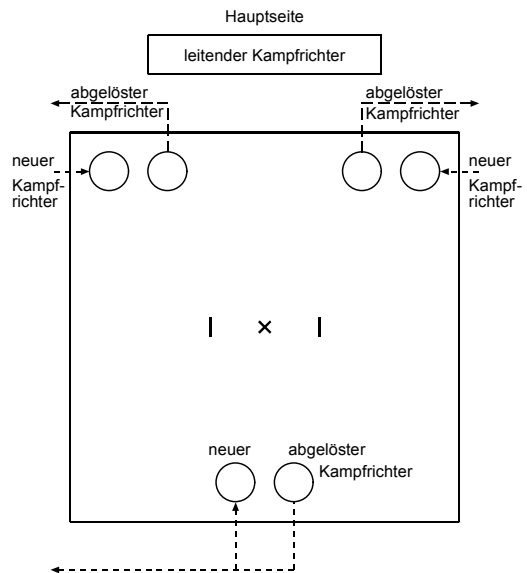 Hauptseite
leitender Kampfrichter
abgelöster
Kampfrichter
abgelöster
Kampfrichter
neuer
Kampf-
richter
neuer
Kampf-
richter
neuer
abgelöster
Kampfrichter